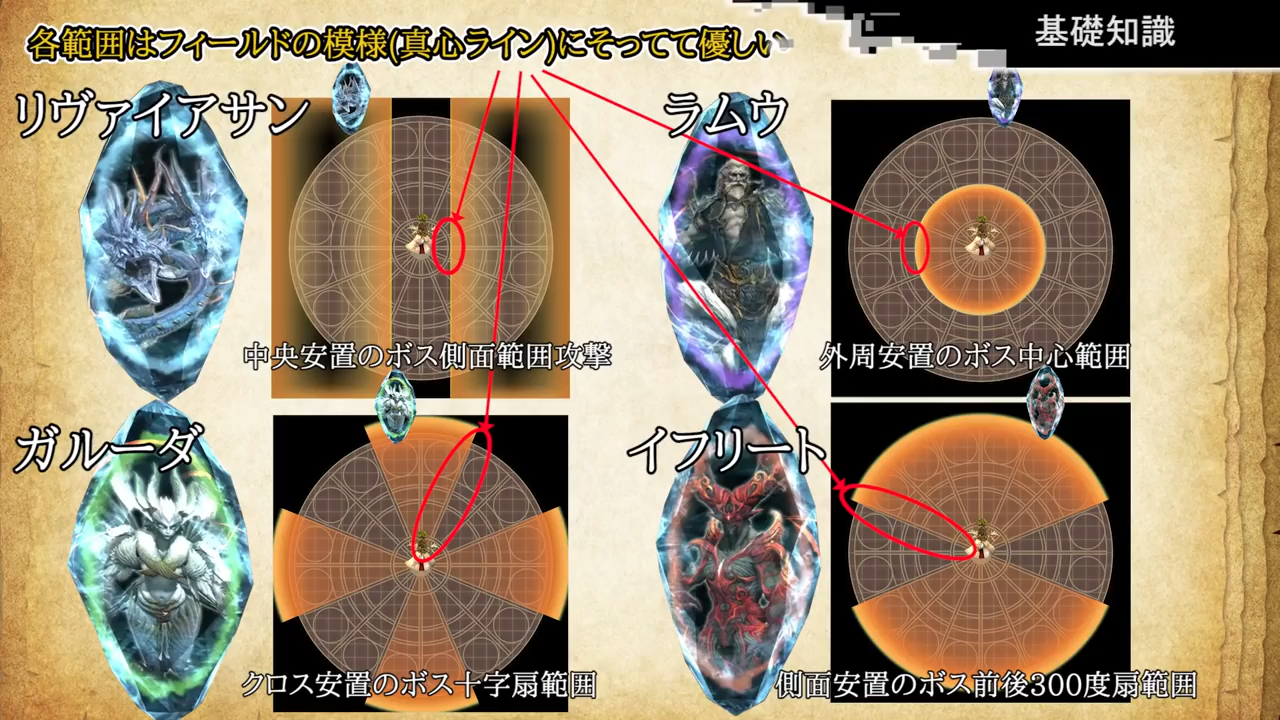 各範囲はフィールドの模様(真心ライン)にそってて優しい
基礎知識
リヴァイアサン
中央安置のボス側面範囲攻撃
ラムウ
外周安置のボス中心範囲
ガルーダ
クロス安置のボス十字扇範囲
イフリート
側面安置のボス前後300度扇範囲